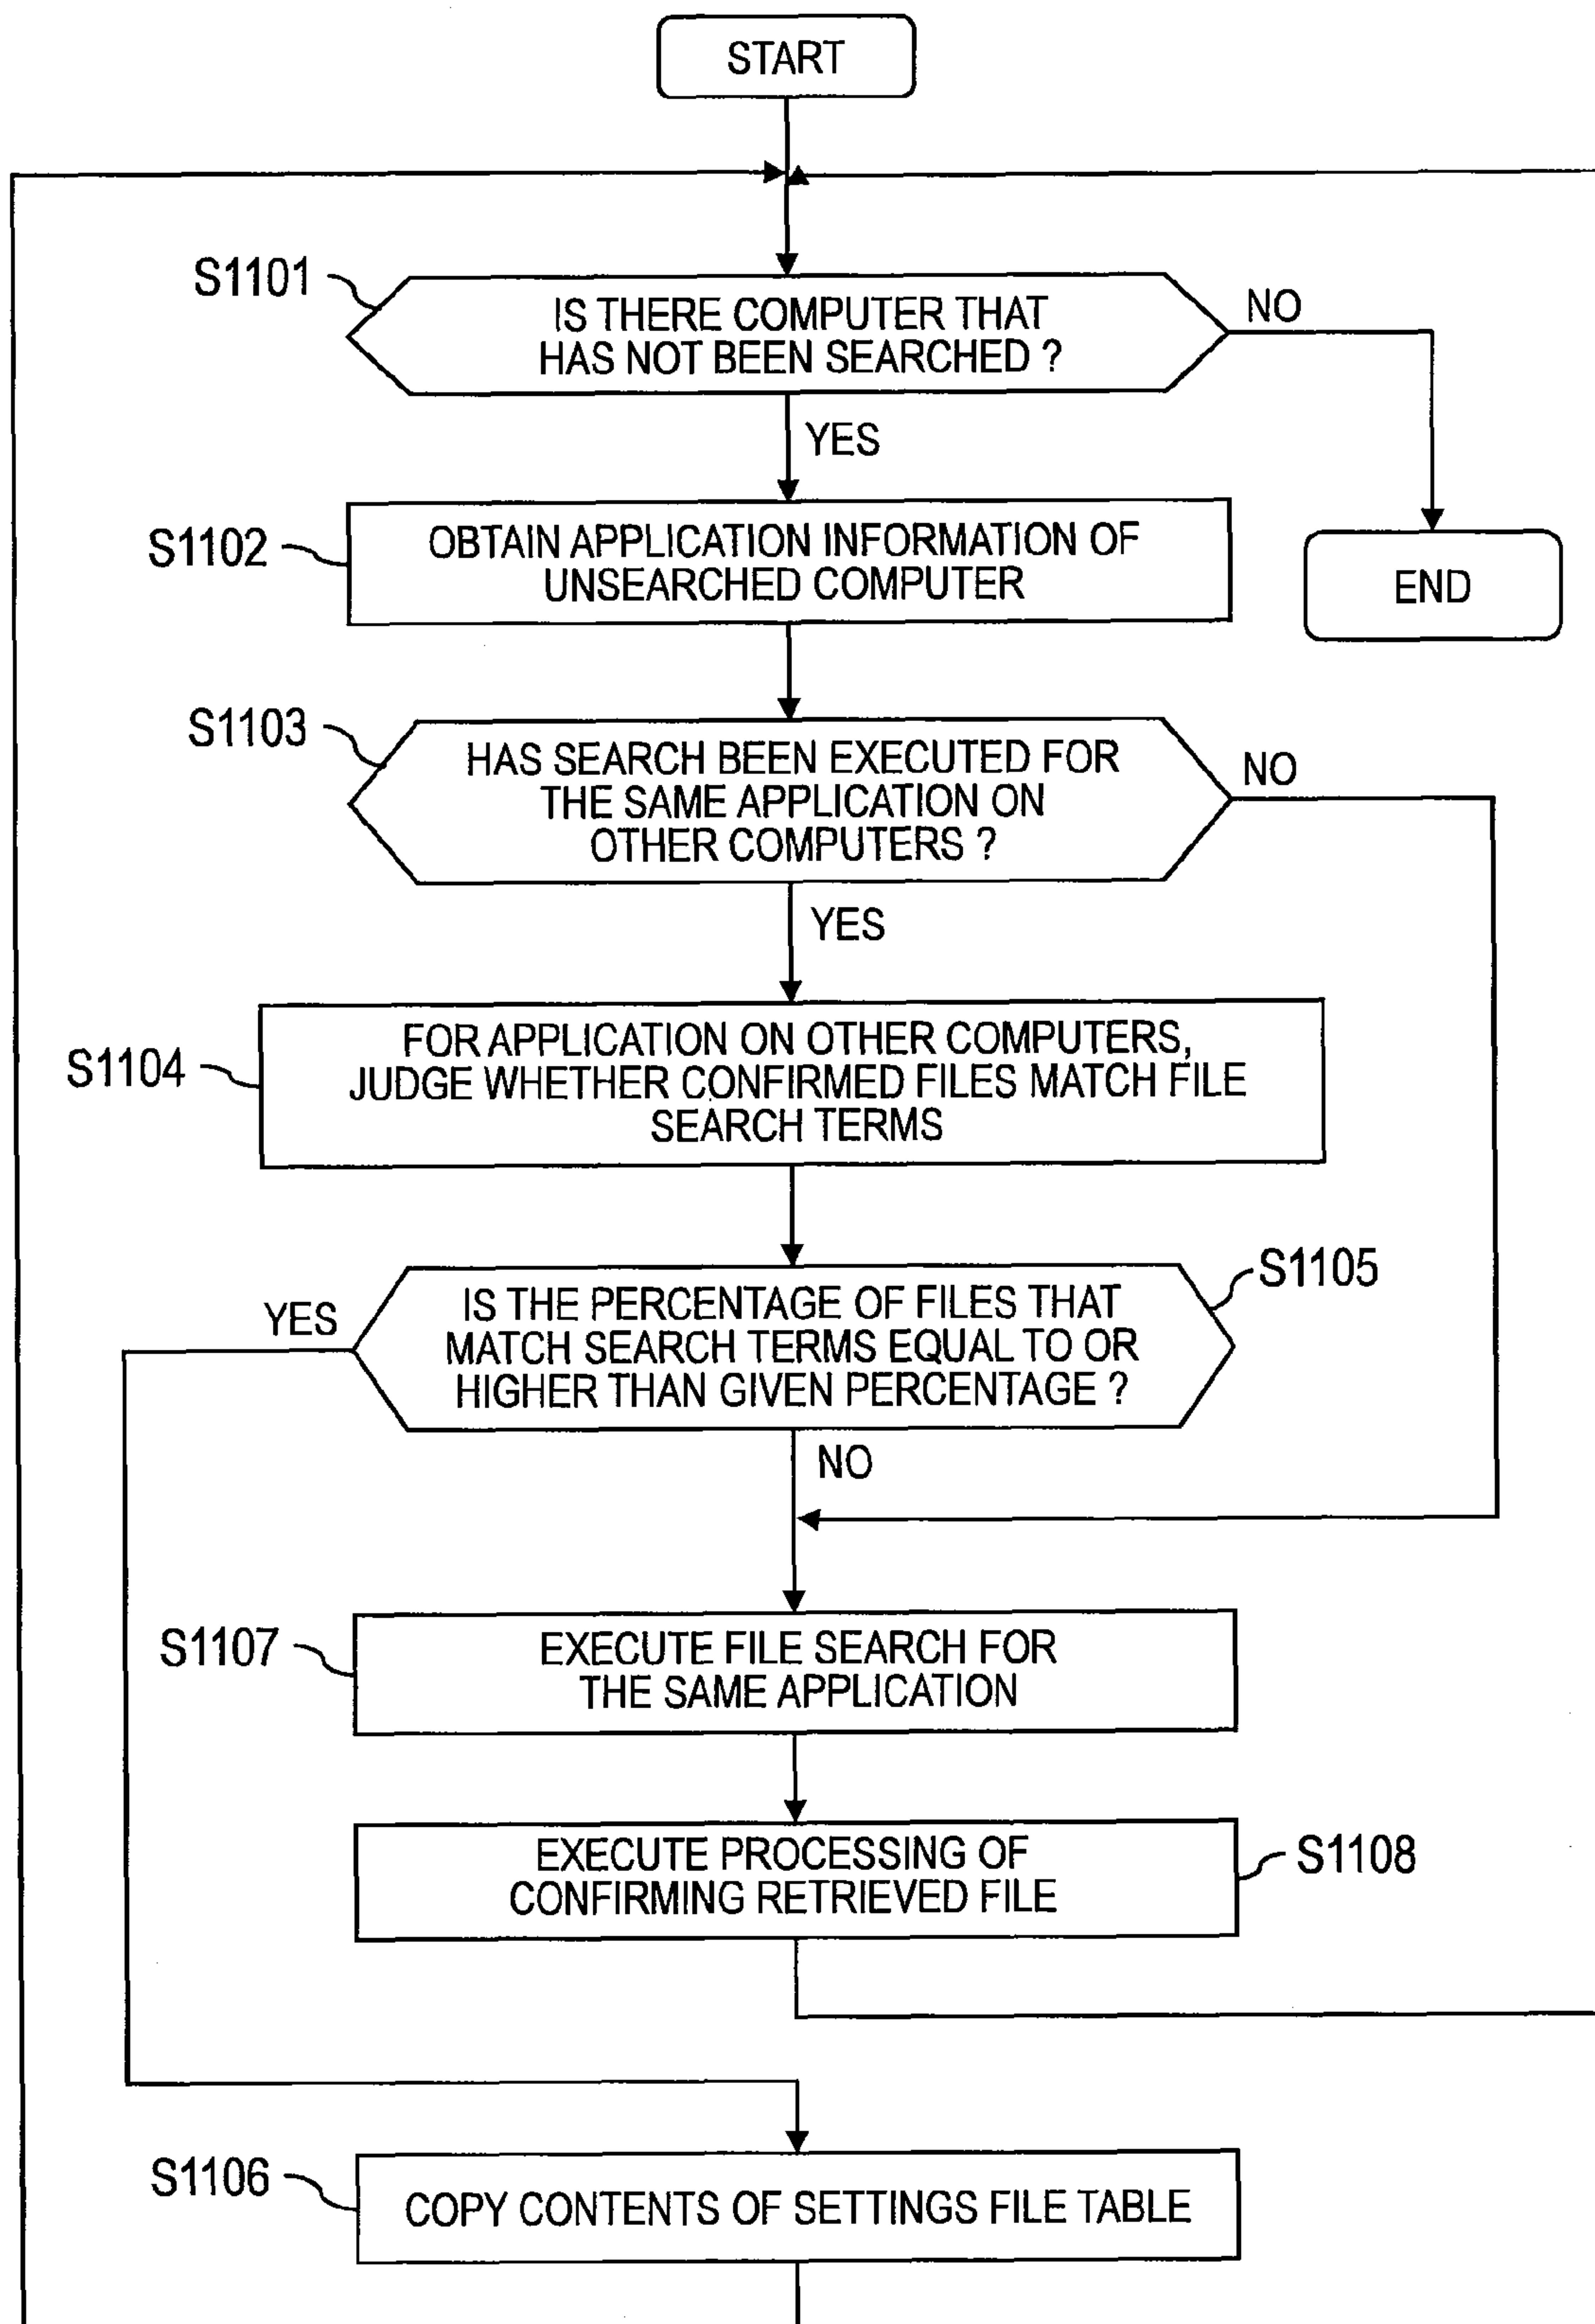 START
S1101
IS THERE COMPUTER THAT
HAS NOT BEEN SEARCHED ?
NO
YES
S1102
OBTAIN APPLICATION INFORMATION OF
UNSEARCHED COMPUTER
END
S1103
HAS SEARCH BEEN EXECUTED FOR
THE SAME APPLICATION ON
OTHER COMPUTERS ?
NO
YES
S1104
FOR APPLICATION ON OTHER COMPUTERS,
JUDGE WHETHER CONFIRMED FILES MATCH FILE
SEARCH TERMS
S1105
YES
IS THE PERCENTAGE OF FILES THAT
MATCH SEARCH TERMS EQUAL TO OR
HIGHER THAN GIVEN PERCENTAGE ?
NO
S1107
EXECUTE FILE SEARCH FOR
THE SAME APPLICATION
EXECUTE PROCESSING OF
CONFIRMING RETRIEVED FILE
S1108
S1106
COPY CONTENTS OF SETTINGS FILE TABLE